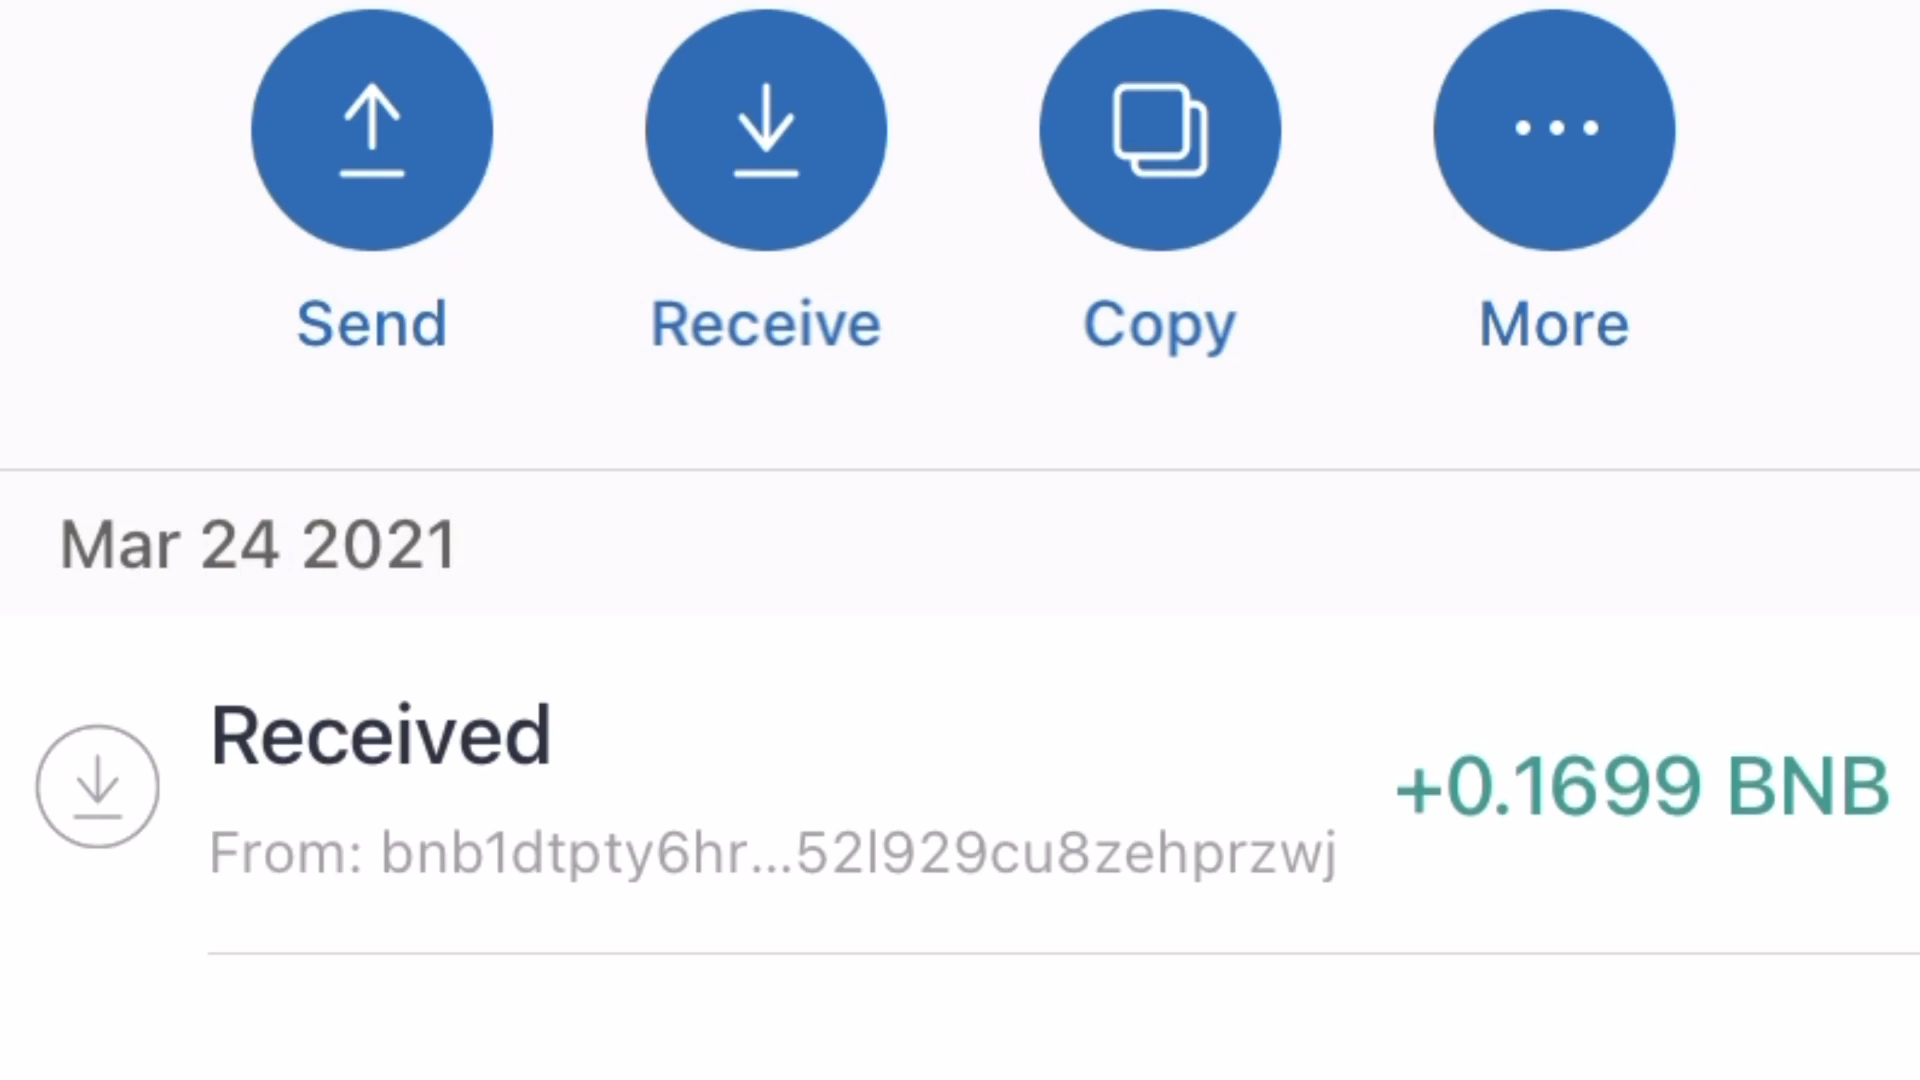 Send Receive Copy More
Mar 24 2021
Received
+0.1699 BNB
From: bnb1dtpty6hr...52l929cu8zehprzwj